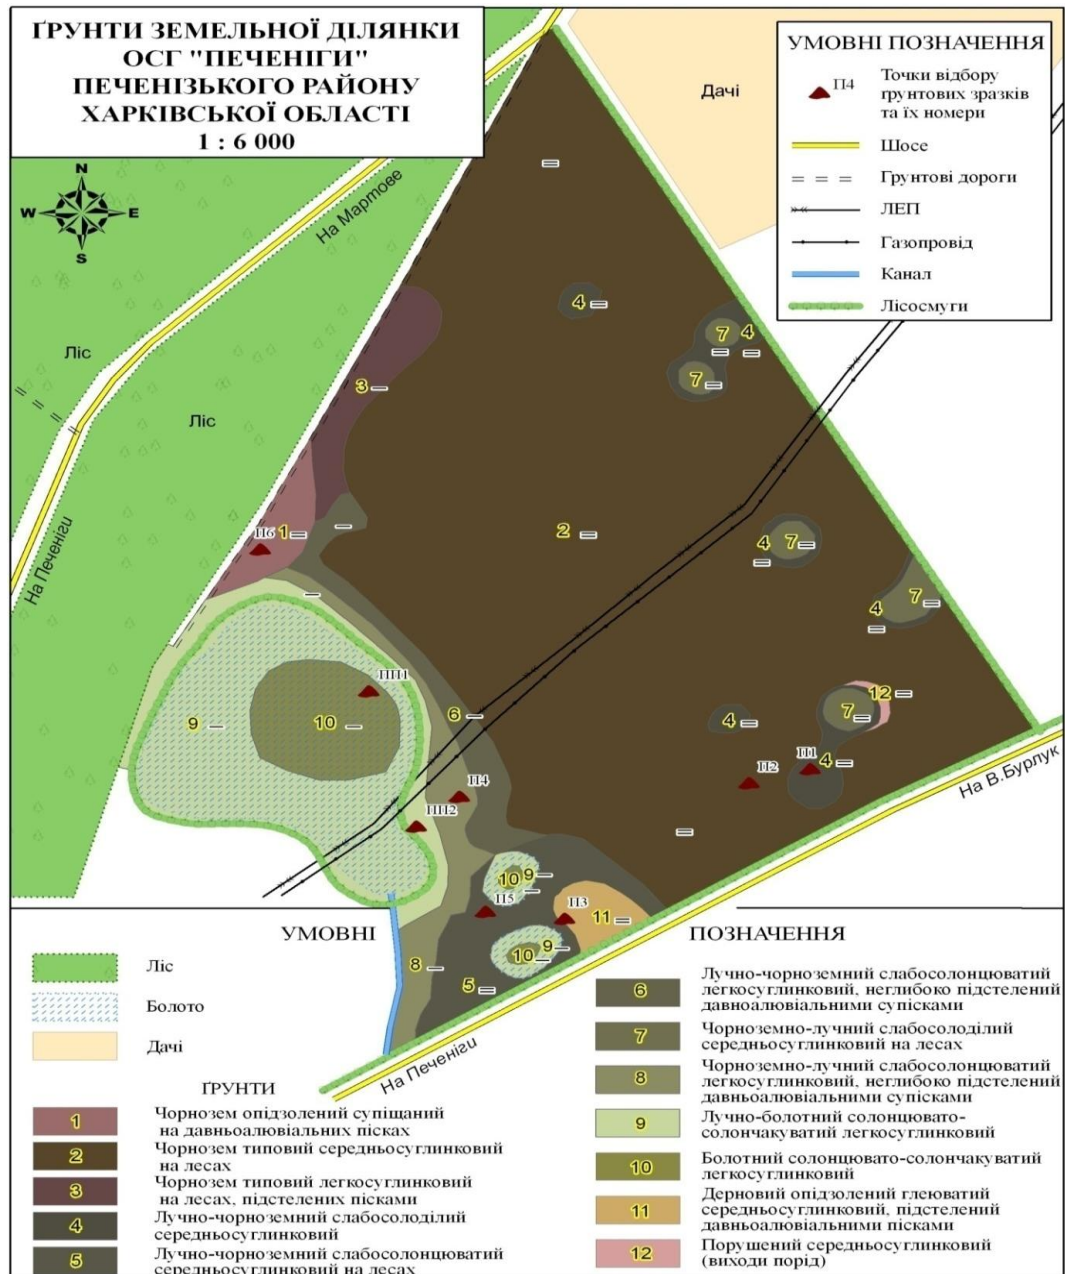 ҐРУНТИ ЗЕМЕЛЬНОЇ ДІЛЯНКИ
ОСГ "ПЕЧЕНІГИ"
ПЕЧЕНІЗЬКОГО РАЙОНУ
ХАРКІВСЬКОЇ ОБЛАСТІ
1 : 6 000
УМОВНІ ПОЗНАЧЕННЯ
П4
Точки відбору
ґрунтових зразків
та їх номери
Шосе
Грунтові дороги
ЛЕП
Газопровід
Канал
Лісосмуги
Дачі
N
W
E
S
На Мартове
Ліс
Ліс
На Печеніги
4
7
4
7
3
2
П6
1
4
7
4
7
ПП1
9
10
6
12
7
4
П1
4
П2
П4
ПП2
На В.Бурлук
10
9
П5
П3
11
10
9
8
5
На Печеніги
УМОВНІ
ПОЗНАЧЕННЯ
Ліс
Болото
Дачі
ҐРУНТИ
1
Чорнозем опідзолений супіщаний
на давньоалювіальних пісках
2
Чорнозем типовий середньосуглинковий
на лесах
3
Чорнозем типовий легкосуглинковий
на лесах, підстелених пісками
4
Лучно-чорноземний слабосолоділий
середньосуглинковий
5
Лучно-чорноземний слабосолонцюватий
середньосуглинковий на лесах
6
Лучно-чорноземний слабосолонцюватий
легкосуглинковий, неглибоко підстелений
давноалювіальними супісками
7
Чорноземно-лучний слабосолоділий
середньосуглинковий на лесах
8
Чорноземно-лучний слабосолонцюватий
легкосуглинковий, неглибоко підстелений
давньоалювіальними супісками
9
Лучно-болотний солонцювато-
солончакуватий легкосуглинковий
10
Болотний солонцювато-солончакуватий
легкосуглинковий
11
Дерновий опідзолений глеюватий
середньосуглинковий, підстелений
давньоалювіальними пісками
12
Порушений середньосуглинковий
(виходи порід)